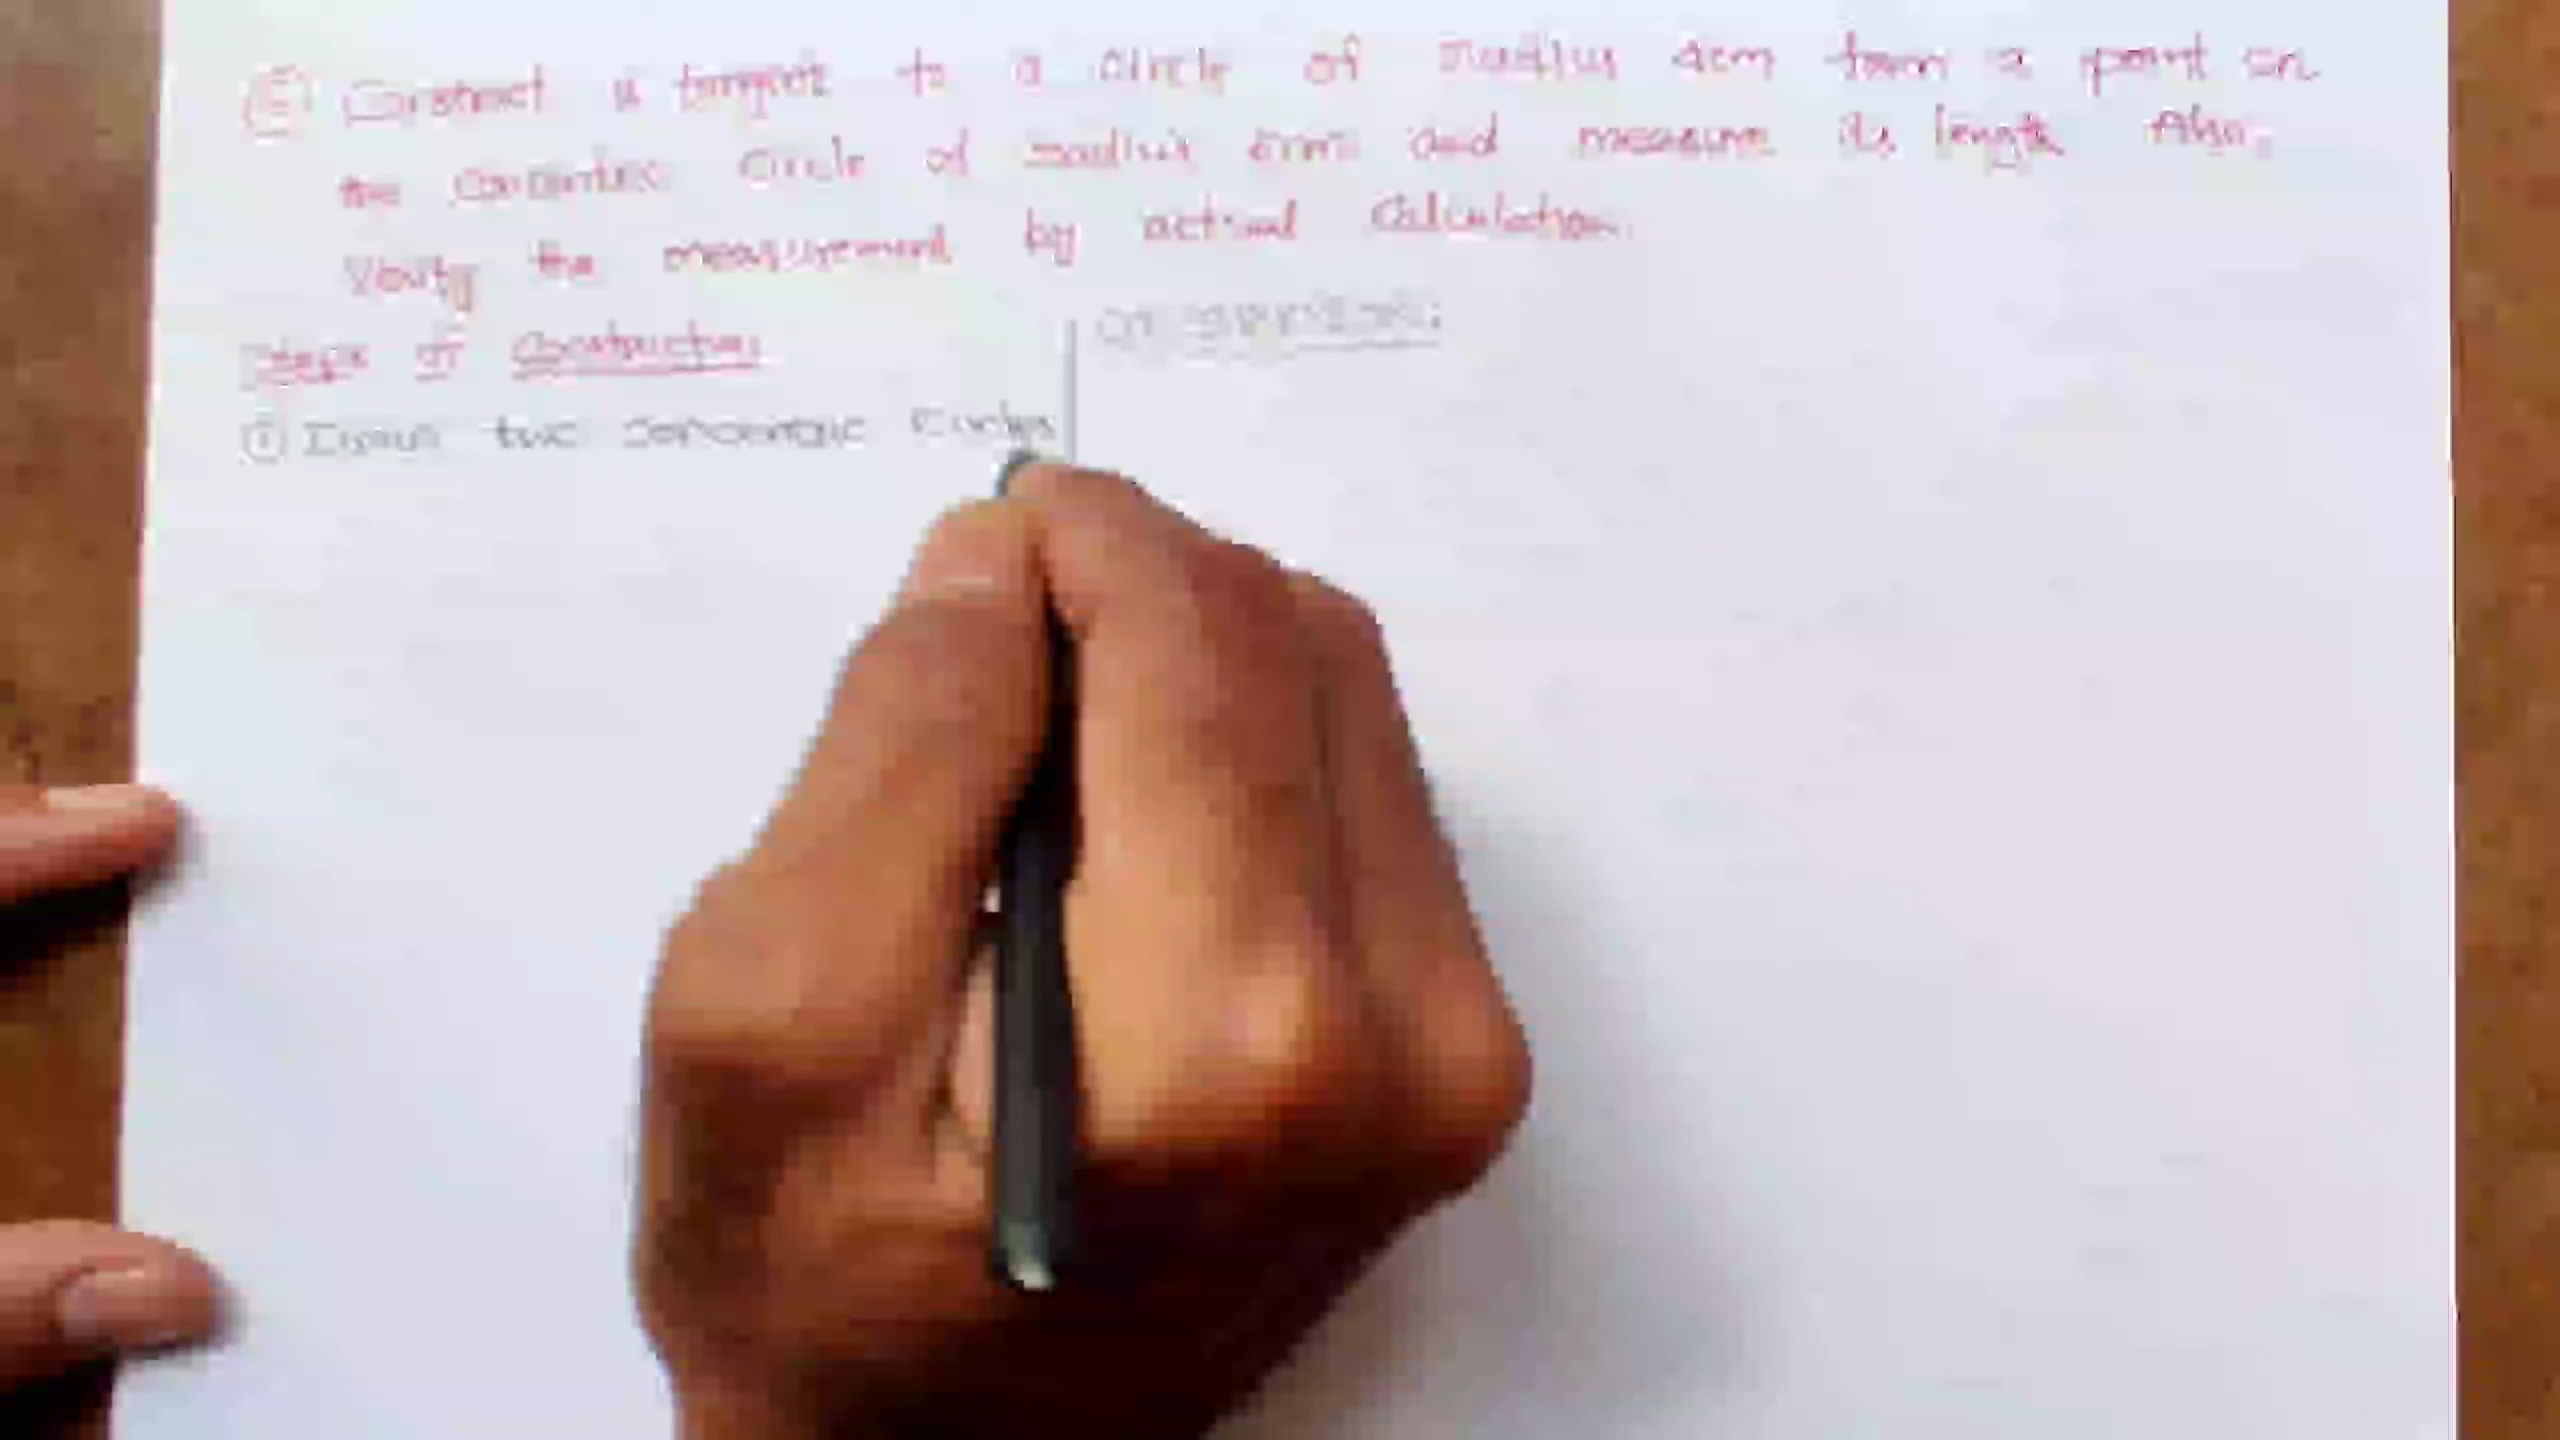 Construct a tangent to a circle of radius 4cm from a point on
the concentric circle of radius 6cm and measure its length Also,
Verify the measurement by actual Calculation.
Steps of Construction:
① Draw two concentric Circles